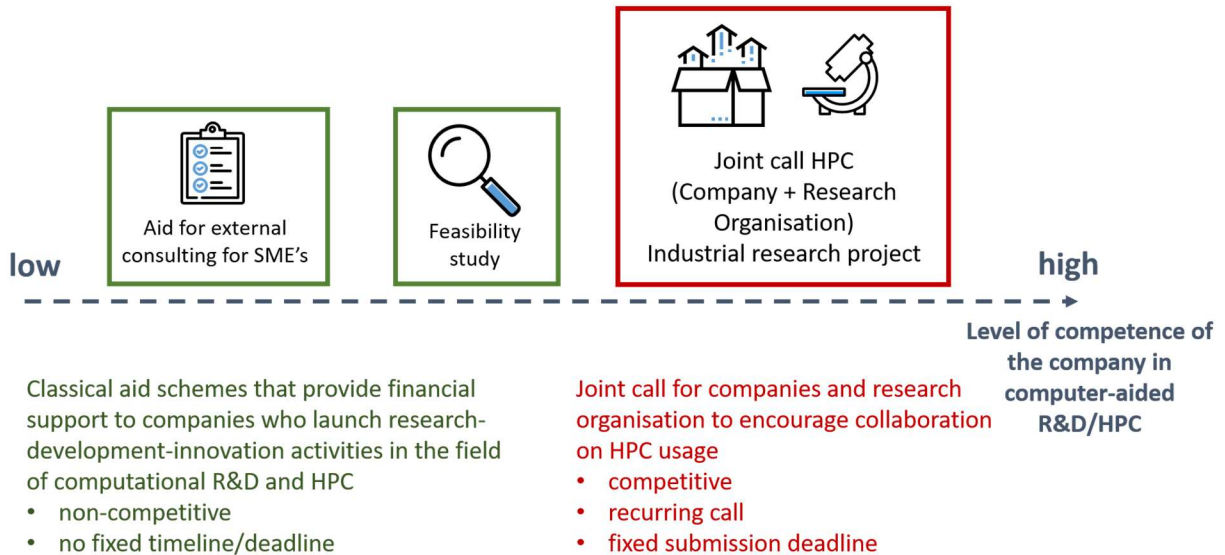 Aid for external
consulting for SME's
Feasibility
study
Joint call HPC
(Company + Research
Organisation)
Industrial research project
low
high
Level of competence of
the company in
computer-aided
R&D/HPC
Classical aid schemes that provide financial
support to companies who launch research-
development-innovation activities in the field
of computational R&D and HPC
• non-competitive
• no fixed timeline/deadline
Joint call for companies and research
organisation to encourage collaboration
on HPC usage
• competitive
• recurring call
• fixed submission deadline